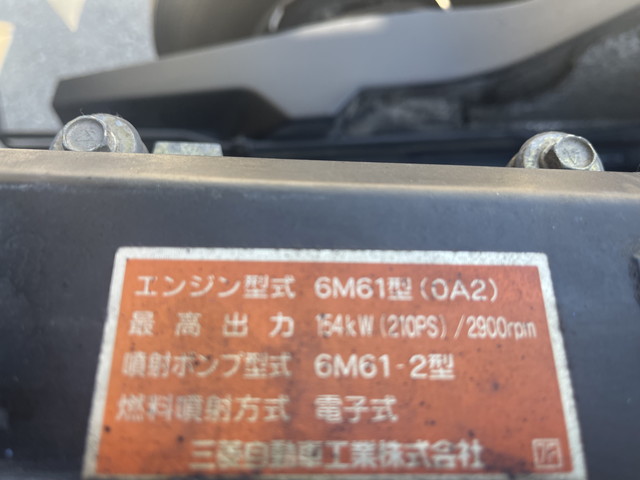 エンジン型式 6M61型(0A2)
最高出力 154kW(210PS)/2900rpm
噴射ポンプ型式 6M61-2型
燃料噴射方式 電子式
三菱自動車工業株式会社